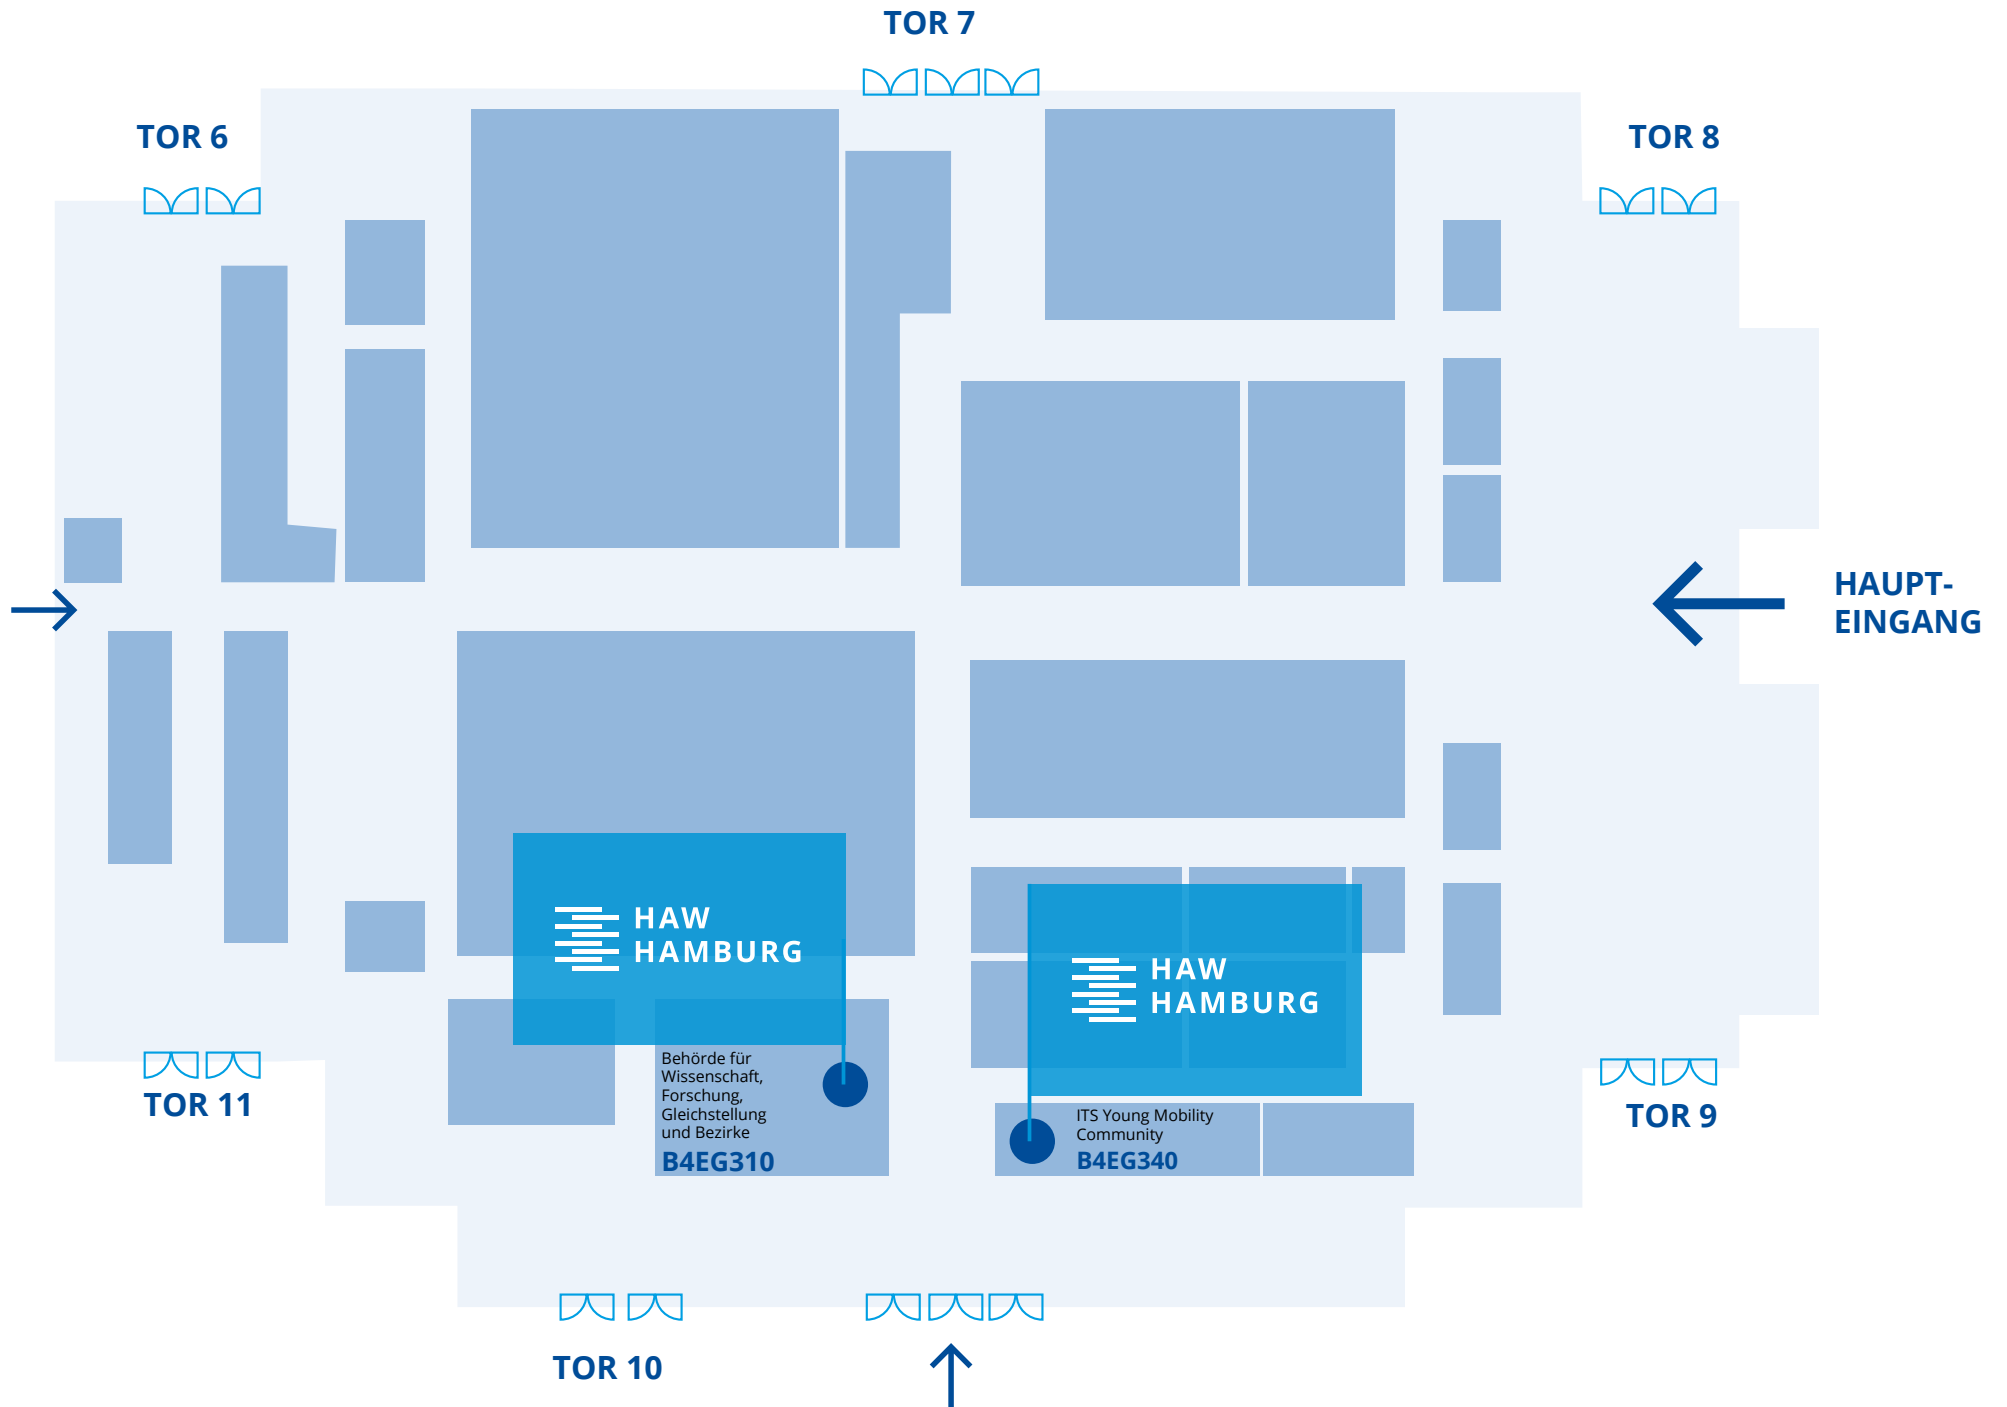 TOR 7
TOR 6
TOR 8
HAUPT-
EINGANG
HAW
HAMBURG
HAW
HAMBURG
Behörde für
Wissenschaft,
Forschung,
Gleichstellung
und Bezirke
B4EG310
ITS Young Mobility
Community
B4EG340
TOR 11
TOR 9
TOR 10